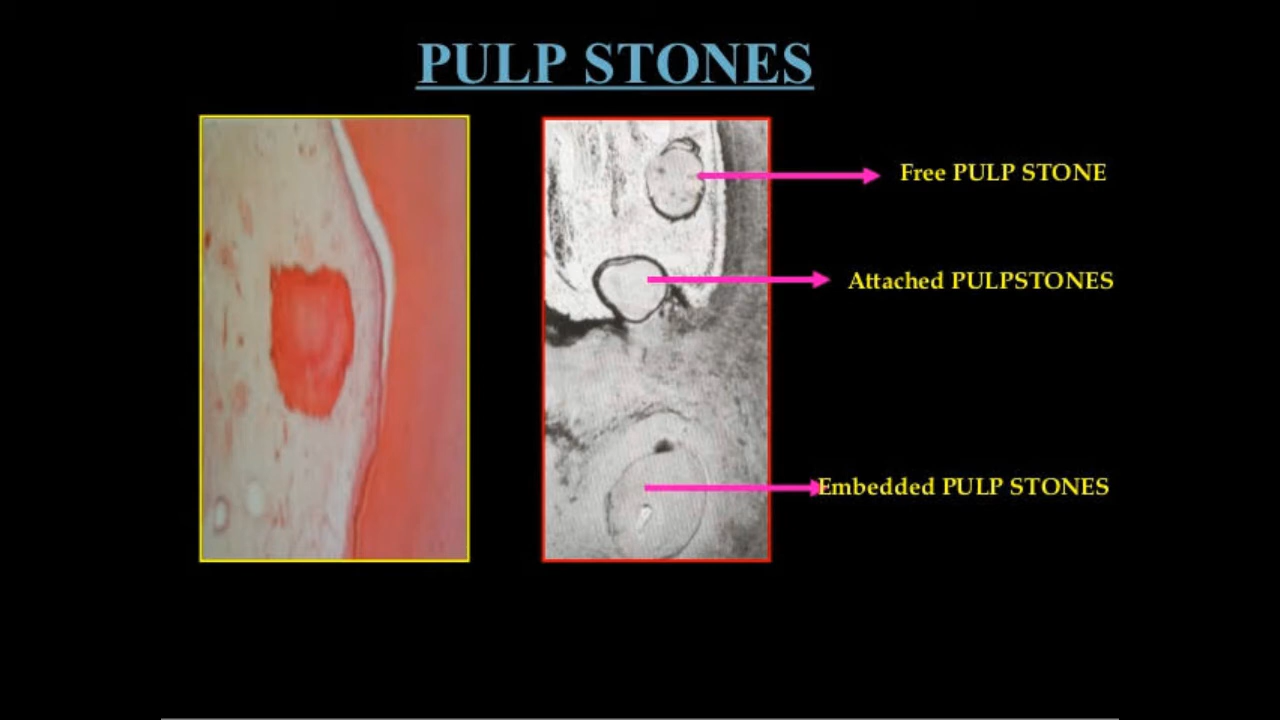 PULP STONES
Free PULP STONE
Attached PULPSTONES
Embedded PULP STONES